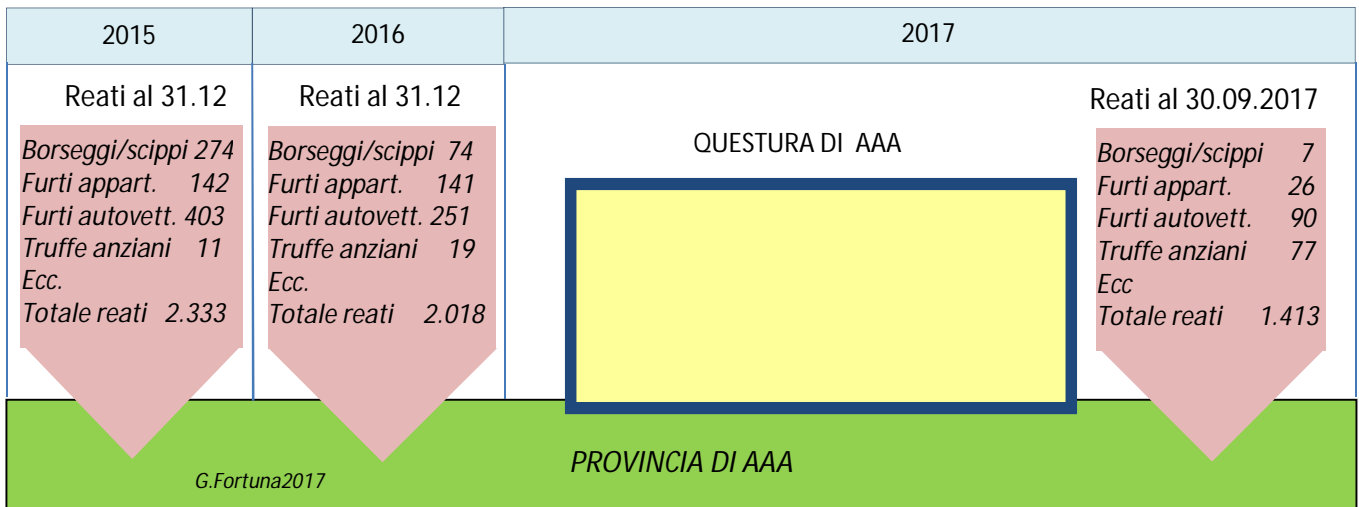 2015
2016
2017
Reati al 31.12
Borseggi/scippi 274
Furti appart. 142
Furti autovett. 403
Truffe anziani 11
Ecc.
Totale reati 2.333
Reati al 31.12
Borseggi/scippi 74
Furti appart. 141
Furti autovett. 251
Truffe anziani 19
Ecc.
Totale reati 2.018
QUESTURA DI AAA
Reati al 30.09.2017
Borseggi/scippi 7
Furti appart. 26
Furti autovett. 90
Truffe anziani 77
Ecc
Totale reati 1.413
PROVINCIA DI AAA
G.Fortuna2017